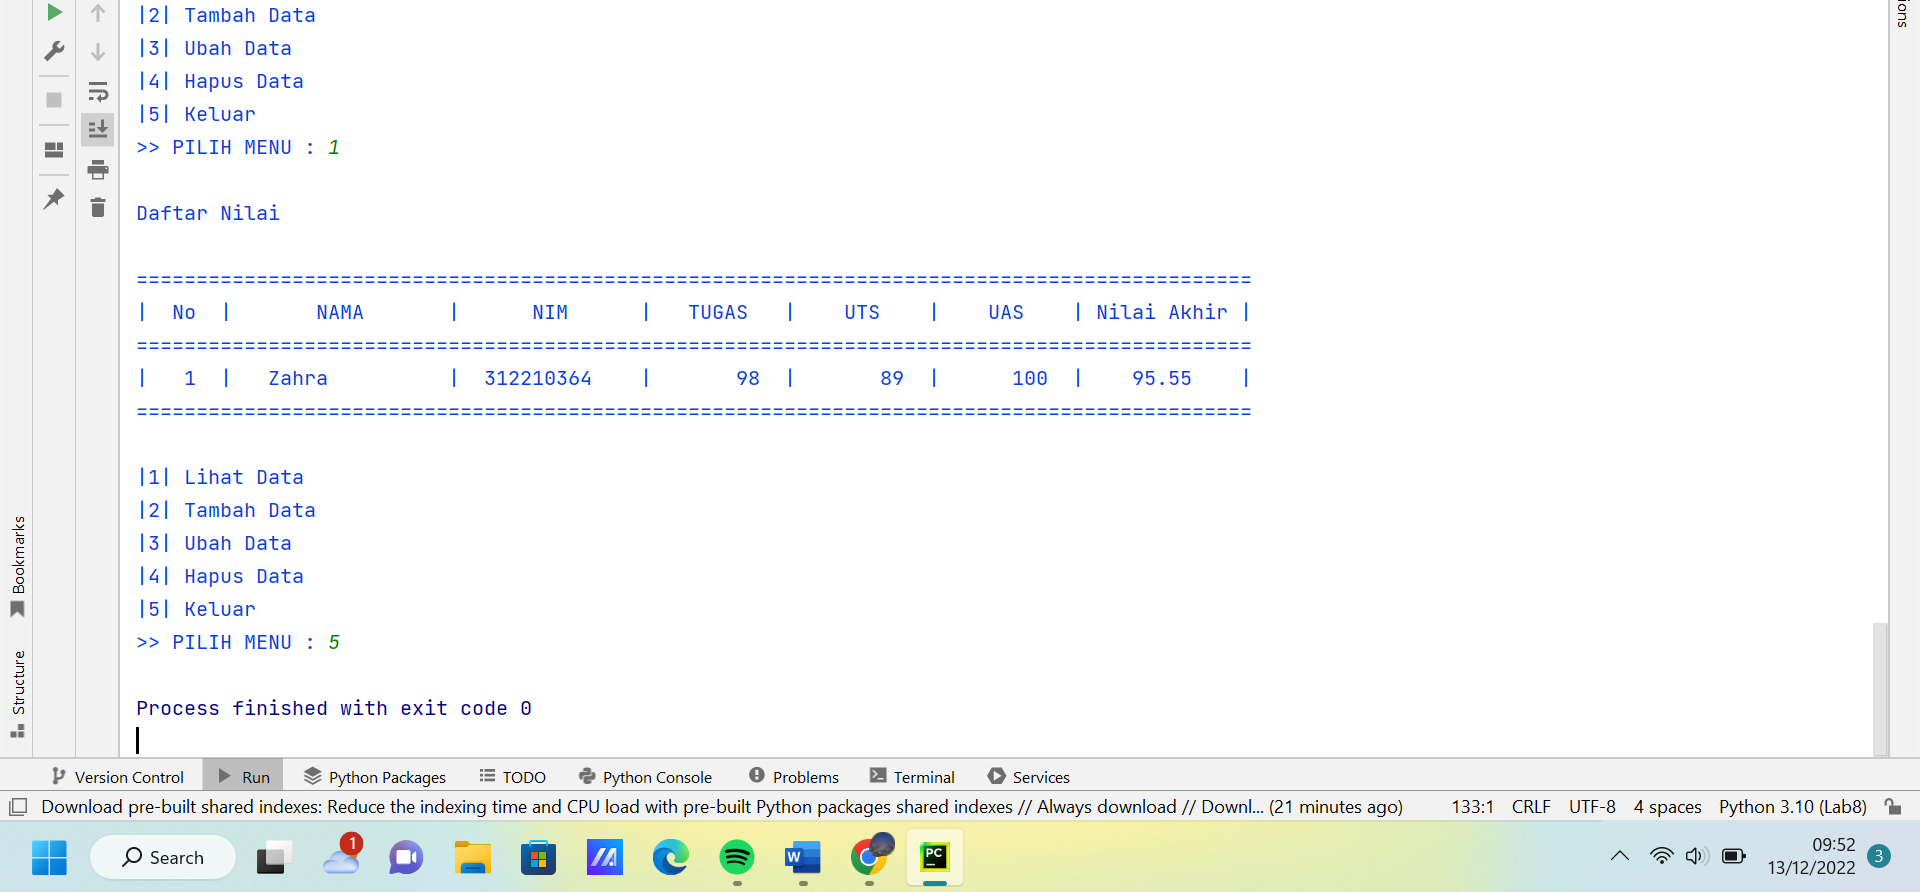 |2| Tambah Data
|3| Ubah Data
|4| Hapus Data
|5| Keluar
>> PILIH MENU : 1
Daftar Nilai
=============================================================================================
| No | NAMA | NIM | TUGAS | UTS | UAS | Nilai Akhir |
=============================================================================================
| 1 | Zahra | 312210364 | 98 | 89 | 100 | 95.55 |
=============================================================================================
|1| Lihat Data
|2| Tambah Data
|3| Ubah Data
|4| Hapus Data
|5| Keluar
>> PILIH MENU : 5
Process finished with exit code 0
Bookmarks
Structure
ions
Version Control Run Python Packages TODO Python Console Problems Terminal Services
Download pre-built shared indexes: Reduce the indexing time and CPU load with pre-built Python packages shared indexes // Always download // Downl... (21 minutes ago) 133:1 CRLF UTF-8 4 spaces Python 3.10 (Lab8)
Search 1 W PC 09:52 3
13/12/2022